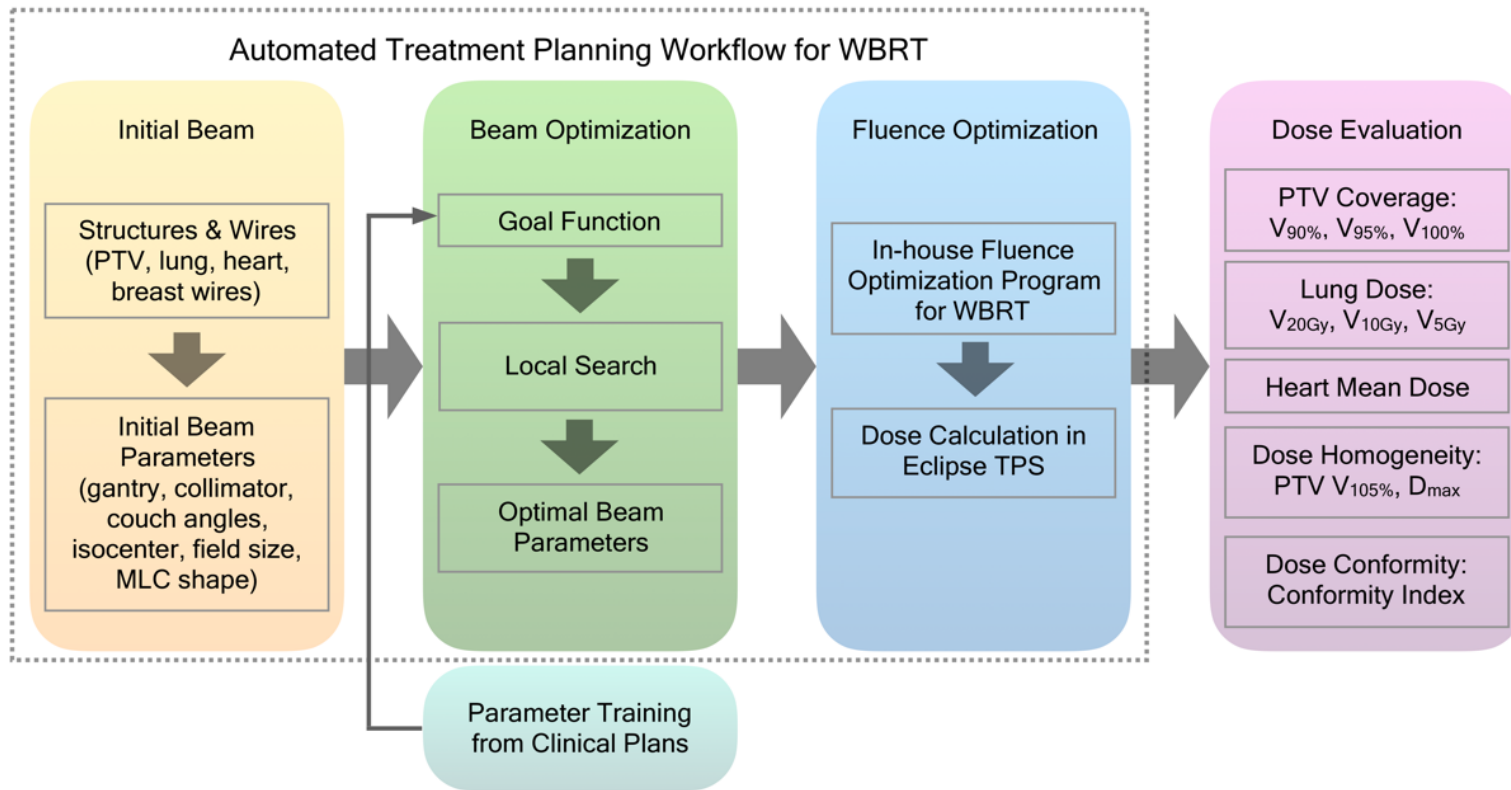 Automated Treatment Planning Workflow for WBRT
Initial Beam
Structures & Wires
(PTV, lung, heart,
breast wires)
Initial Beam
Parameters
(gantry, collimator,
couch angles,
isocenter, field size,
MLC shape)
Beam Optimization
Goal Function
Local Search
Optimal Beam
Parameters
Parameter Training
from Clinical Plans
Fluence Optimization
In-house Fluence
Optimization Program
for WBRT
Dose Calculation in
Eclipse TPS
Dose Evaluation
PTV Coverage:
V90%, V95%, V100%
Lung Dose:
V20Gy, V10Gy, V5Gy
Heart Mean Dose
Dose Homogeneity:
PTV V105%, Dmax
Dose Conformity:
Conformity Index